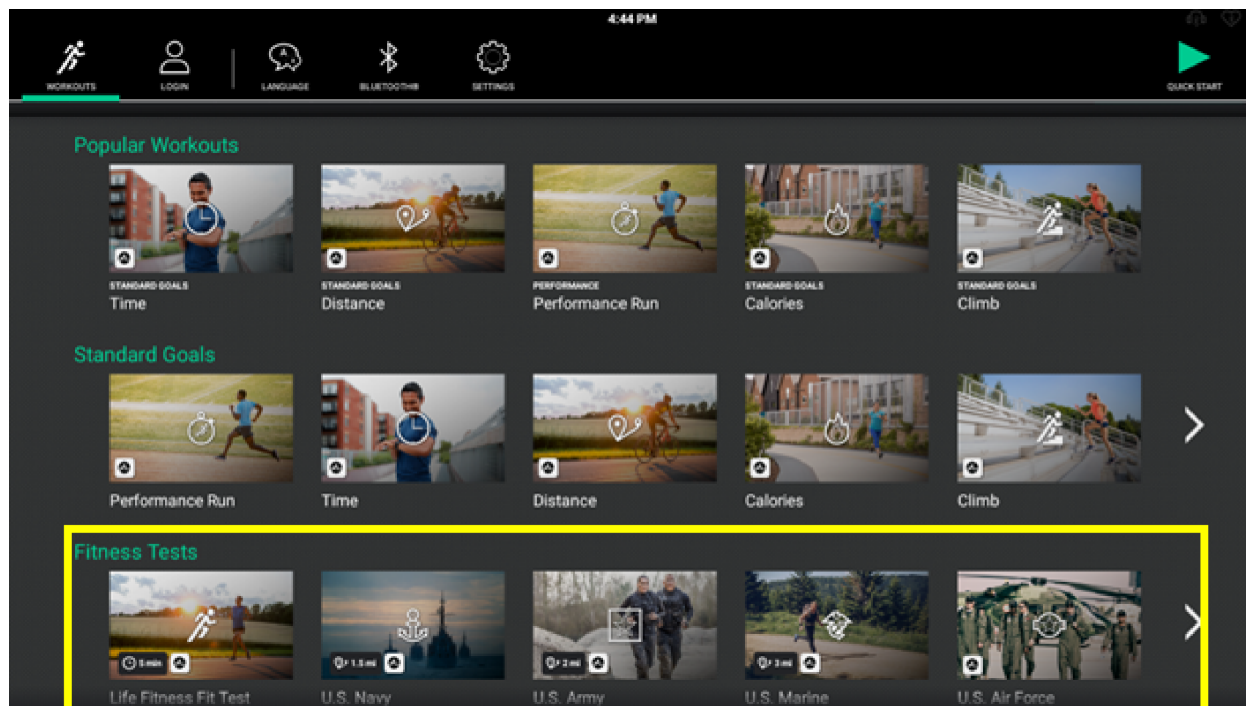 4:44 PM
WORKOUTS
LOGIN
LANGUAGE
BLUETOOTH®
SETTINGS
QUICK START
Popular Workouts
STANDARD GOALS
Time
STANDARD GOALS
Distance
PERFORMANCE
Performance Run
STANDARD GOALS
Calories
STANDARD GOALS
Climb
Standard Goals
Performance Run
Time
Distance
Calories
Climb
Fitness Tests
5 min
Life Fitness Fit Test
1.5 mi
U.S. Navy
2 mi
U.S. Army
3 mi
U.S. Marine
U.S. Air Force